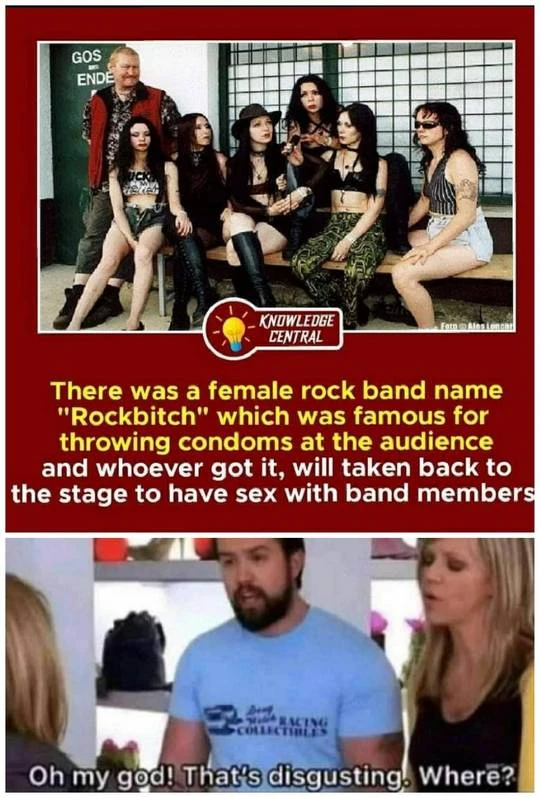 GOS
ENDE
KNOWLEDGE
CENTRAL
There was a female rock band name
"Rockbitch" which was famous for
throwing condoms at the audience
and whoever got it, will taken back to
the stage to have sex with band members
RACING
COLLECTIBLES
Oh my god! That's disgusting. Where?